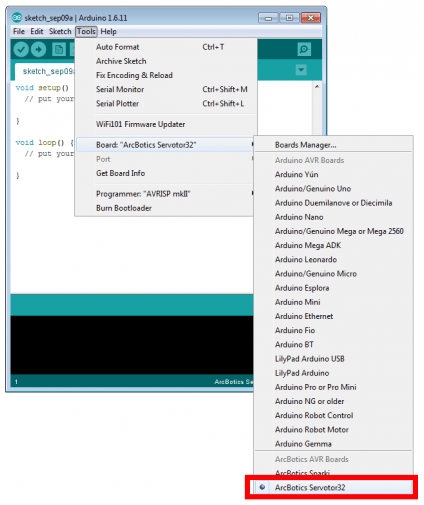 sketch_sep09a | Arduino 1.6.11
File Edit Sketch Tools Help
Auto Format Ctrl+T
Archive Sketch
Fix Encoding & Reload
Serial Monitor Ctrl+Shift+M
Serial Plotter Ctrl+Shift+L
WiFi101 Firmware Updater
Board: "ArcBotics Servotor32"
Port
Get Board Info
Programmer: "AVRISP mkII"
Burn Bootloader
sketch_sep09a
void setup()
// put your
}
void loop() {
// put your
}
1 ArcBotics Se
Boards Manager...
Arduino AVR Boards
Arduino Yún
Arduino/Genuino Uno
Arduino Duemilanove or Diecimila
Arduino Nano
Arduino/Genuino Mega or Mega 2560
Arduino Mega ADK
Arduino Leonardo
Arduino/Genuino Micro
Arduino Esplora
Arduino Mini
Arduino Ethernet
Arduino Fio
Arduino BT
LilyPad Arduino USB
LilyPad Arduino
Arduino Pro or Pro Mini
Arduino NG or older
Arduino Robot Control
Arduino Robot Motor
Arduino Gemma
ArcBotics AVR Boards
ArcBotics Sparki
ArcBotics Servotor32